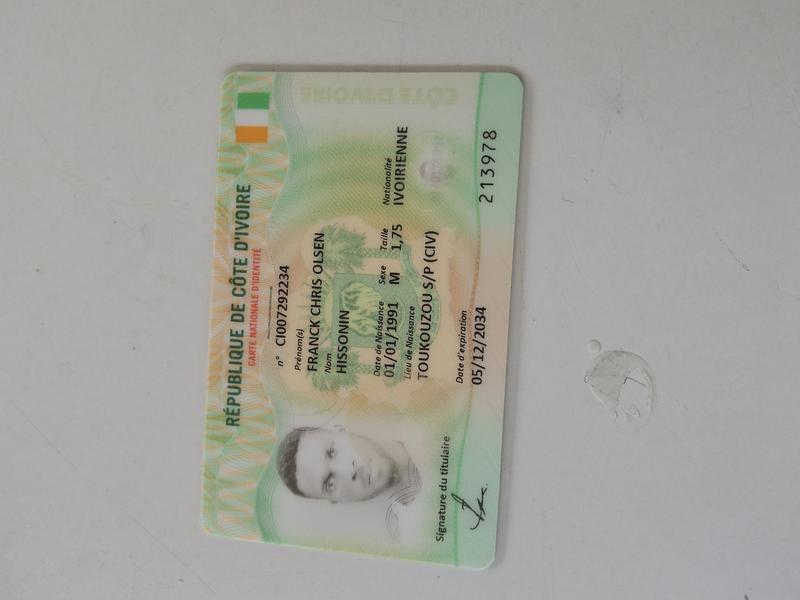 CÔTE D'IVOIRE
RÉPUBLIQUE DE CÔTE D'IVOIRE
CARTE NATIONALE D'IDENTITÉ
n° CI007292234
Prénom(s)
FRANCK CHRIS OLSEN
Nom
HISSONIN
Date de Naissance Sexe Taille Nationalité
01/01/1991 M 1,75 IVOIRIENNE
Lieu de Naissance
TOUKOUZOU S/P (CIV)
Date d'expiration
05/12/2034
213978
Signature du titulaire